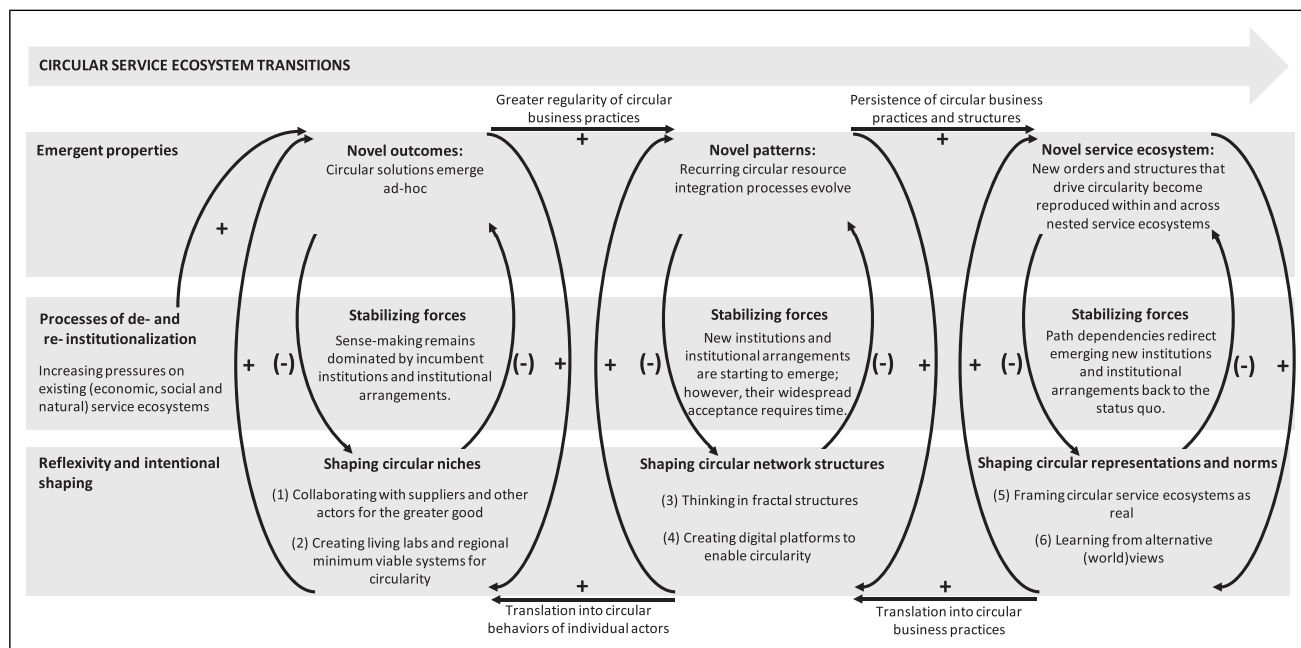 CIRCULAR SERVICE ECOSYSTEM TRANSITIONS
Greater regularity of circular
business practices
+
Persistence of circular business
practices and structures
+
Emergent properties
Novel outcomes:
Circular solutions emerge
ad-hoc
Novel patterns:
Recurring circular resource
integration processes evolve
Novel service ecosystem:
New orders and structures that
drive circularity become
reproduced within and across
nested service ecosystems
+
Processes of de- and
re- institutionalization
Increasing pressures on
existing (economic, social and
natural) service ecosystems
+
(-)
Stabilizing forces
Sense-making remains
dominated by incumbent
institutions and institutional
arrangements.
(-)
+
+
(-)
Stabilizing forces
New institutions and
institutional arrangements
are starting to emerge;
however, their widespread
acceptance requires time.
(-)
+
+
(-)
Stabilizing forces
Path dependencies redirect
emerging new institutions
and institutional
arrangements back to the
status quo.
(-)
+
Reflexivity and intentional
shaping
Shaping circular niches
(1) Collaborating with suppliers and other
actors for the greater good
(2) Creating living labs and regional
minimum viable systems for
circularity
Shaping circular network structures
(3) Thinking in fractal structures
(4) Creating digital platforms to
enable circularity
Shaping circular representations and norms
(5) Framing circular service ecosystems as
real
(6) Learning from alternative
(world)views
+
Translation into circular
behaviors of individual actors
+
Translation into circular
business practices